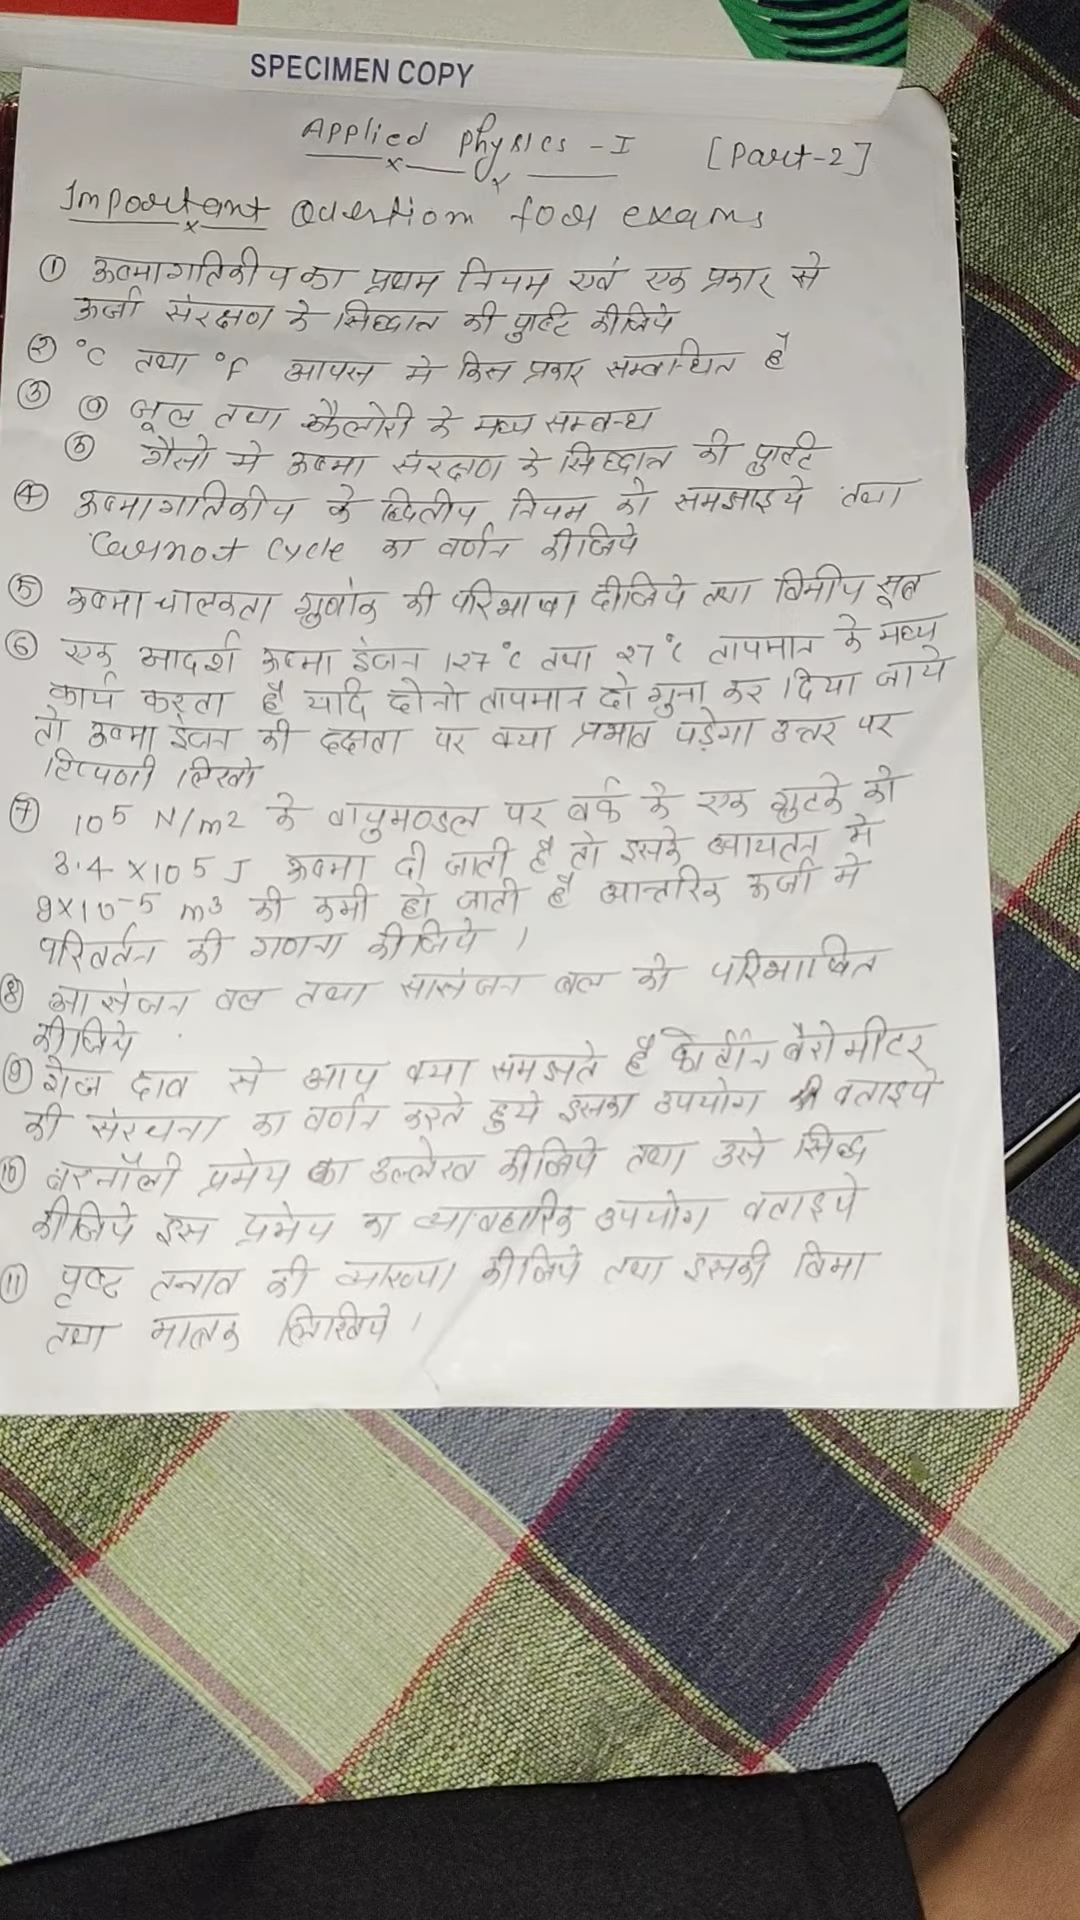 SPECIMEN COPY
Applied Physics - I [Part-2]
Important Question for exams
① ऊष्मागतिकीय का प्रथम नियम एवं एक प्रकार से
ऊर्जा संरक्षण के सिद्धान्त की पुष्टि कीजिये
② °C तथा °F आपस मे किस प्रकार सम्बन्धित है
③ ⓐ जूल तथा कैलोरी के मध्य सम्बन्ध
ⓑ गैसो मे ऊष्मा संरक्षण के सिद्धान्त की पुष्टि
④ ऊष्मागतिकीय के द्वितीय नियम को समझाइये तथा
Carnot Cycle का वर्णन कीजिये
⑤ ऊष्मा चालकता गुणांक की परिभाषा दीजिये तथा विमीय सूत्र
⑥ एक आदर्श ऊष्मा इंजन 127°C तथा 27°C तापमान के मध्य
कार्य करता है यदि दोनो तापमान दो गुना कर दिया जाये
तो ऊष्मा इंजन की दक्षता पर क्या प्रभाव पड़ेगा उत्तर पर
टिप्पणी लिखो
⑦ 10⁵ N/m2 के वायुमण्डल पर बर्फ के एक गुटके को
3.4 ×10 5 J ऊष्मा दी जाती है तो इसके आयतन मे
9×10⁻5 m3 की कमी हो जाती है आन्तरिक ऊर्जा मे
परिवर्तन की गणना कीजिये ।
⑧ आसंजन बल तथा सासंजन बल को परिभाषित
कीजिये
⑨ गेज दाब से आप क्या समझते है फोर्टीन बैरोमीटर
की संरचना का वर्णन करते हुये इसका उपयोग बताइये
⑩ बरनॉली प्रमेय का उल्लेख कीजिये तथा उसे सिद्ध
कीजिये इस प्रमेय का व्यावहारिक उपयोग बताइये
⑪ पृष्ट तनाव की व्याख्या कीजिये तथा इसकी विमा
तथा मात्रक लिखिये ।